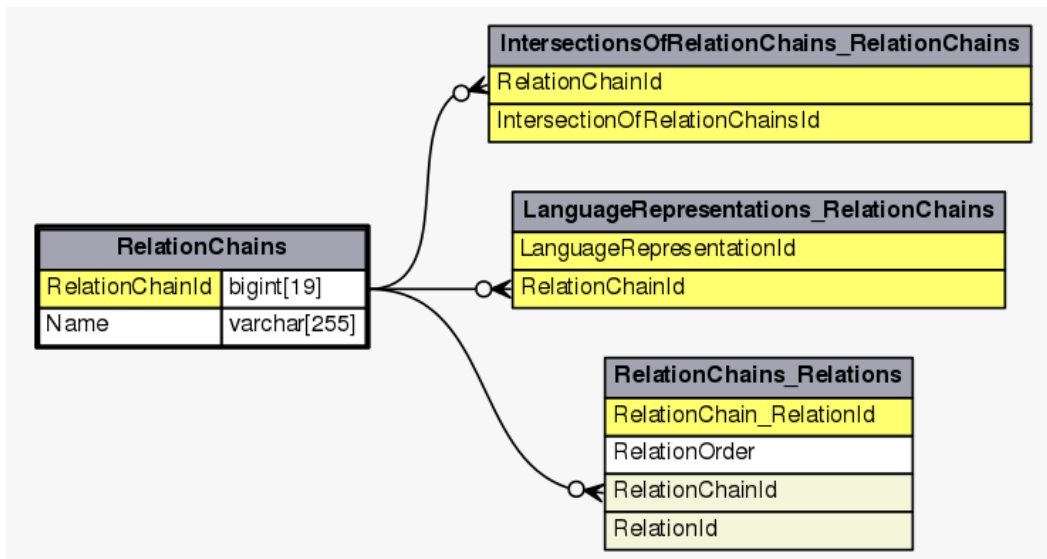 IntersectionsOfRelationChains_RelationChains
RelationChainId
IntersectionOfRelationChainsId
LanguageRepresentations_RelationChains
LanguageRepresentationId
RelationChainId
RelationChains
RelationChainId bigint[19]
Name varchar[255]
RelationChains_Relations
RelationChain_RelationId
RelationOrder
RelationChainId
RelationId